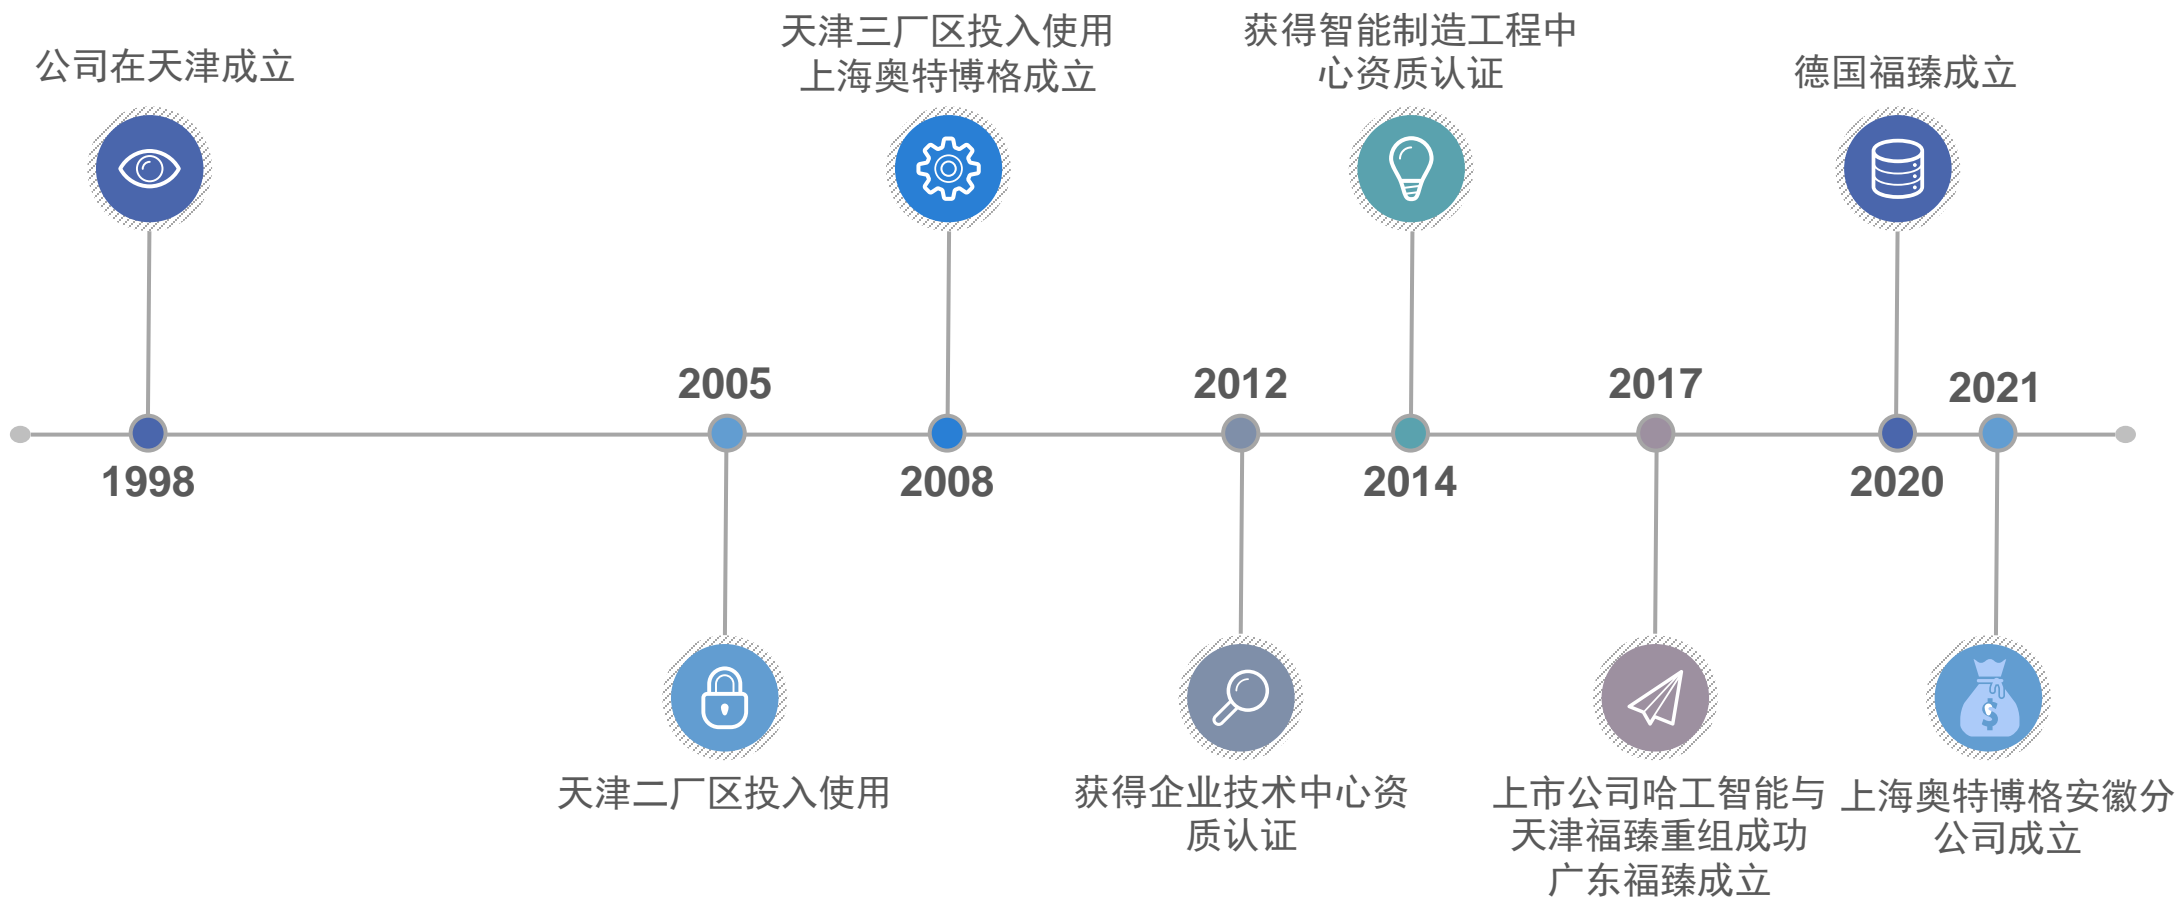 公司在天津成立
天津三厂区投入使用
上海奥特博格成立
获得智能制造工程中
心资质认证
德国福臻成立
1998
2005
2008
2012
2014
2017
2020
2021
天津二厂区投入使用
获得企业技术中心资
质认证
上市公司哈工智能与
天津福臻重组成功
广东福臻成立
上海奥特博格安徽分
公司成立